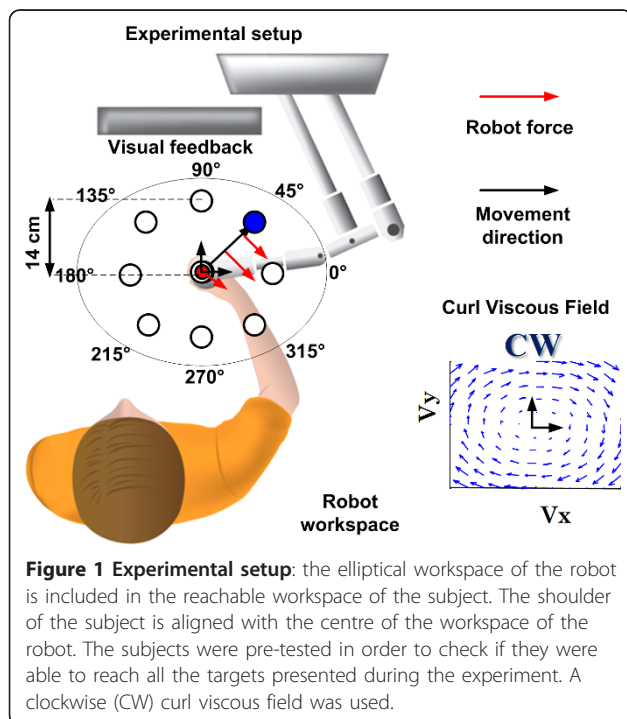 Experimental setup
Robot force
Visual feedback
90°
135°
45°
Movement
direction
14 cm
180°
0°
Curl Viscous Field
CW
215°
315°
270°
Vy
Robot
workspace
Vx
Figure 1 Experimental setup: the elliptical workspace of the robot
is included in the reachable workspace of the subject. The shoulder
of the subject is aligned with the centre of the workspace of the
robot. The subjects were pre-tested in order to check if they were
able to reach all the targets presented during the experiment. A
clockwise (CW) curl viscous field was used.